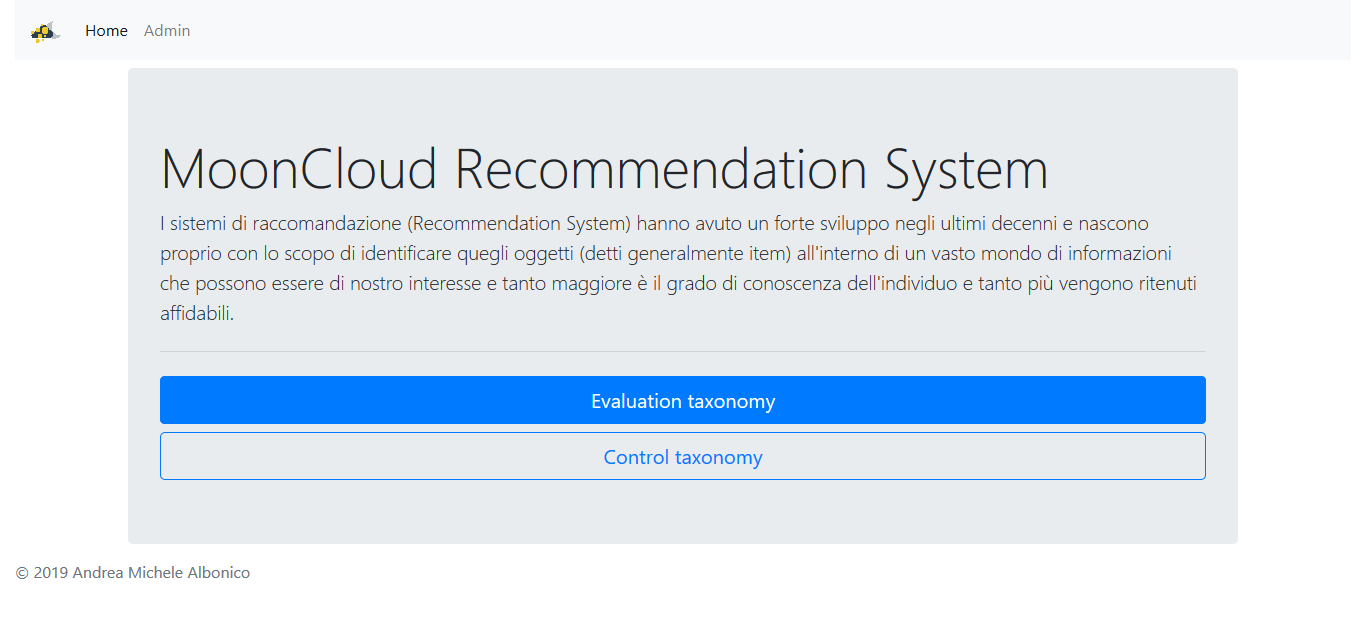 Home Admin
MoonCloud Recommendation System
I sistemi di raccomandazione (Recommendation System) hanno avuto un forte sviluppo negli ultimi decenni e nascono
proprio con lo scopo di identificare quegli oggetti (detti generalmente item) all'interno di un vasto mondo di informazioni
che possono essere di nostro interesse e tanto maggiore è il grado di conoscenza dell'individuo e tanto più vengono ritenuti
affidabili.
Evaluation taxonomy
Control taxonomy
© 2019 Andrea Michele Albonico